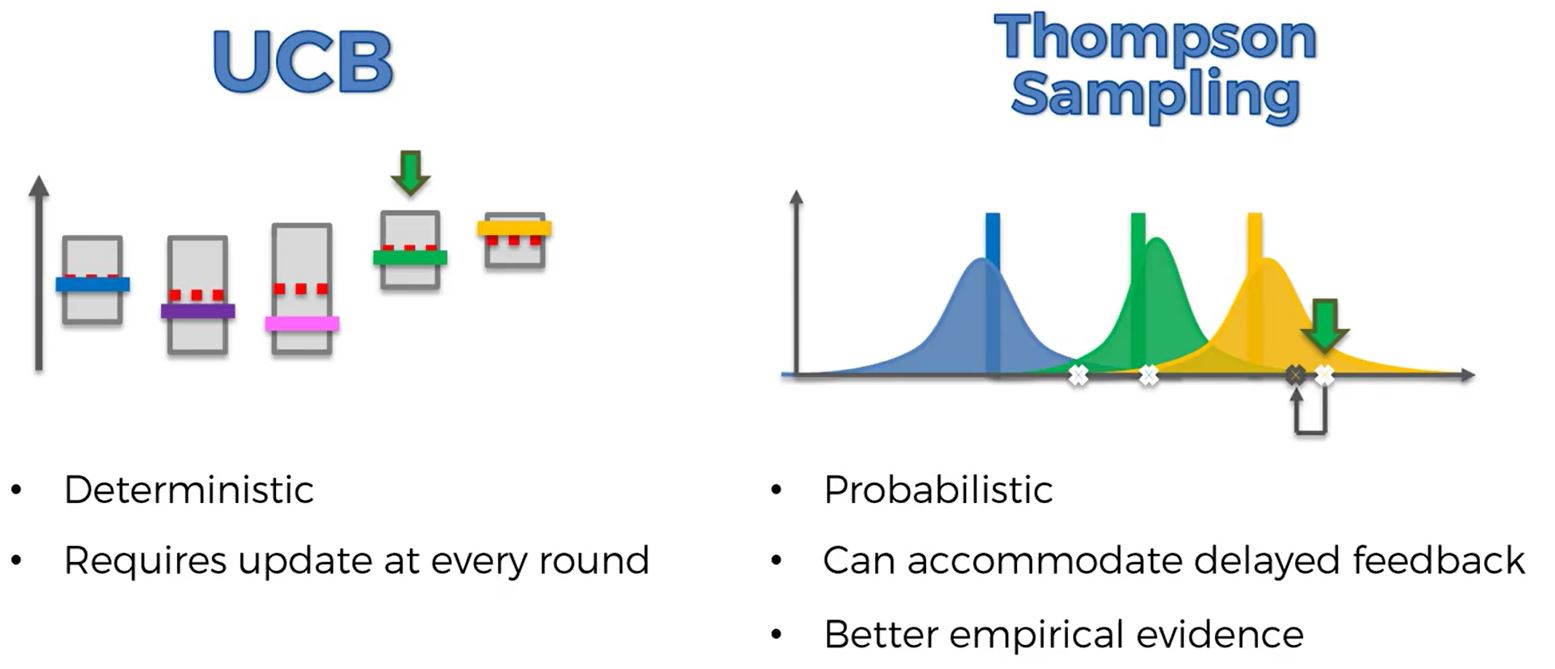 UCB
Thompson
Sampling
• Deterministic
• Requires update at every round
• Probabilistic
• Can accommodate delayed feedback
• Better empirical evidence